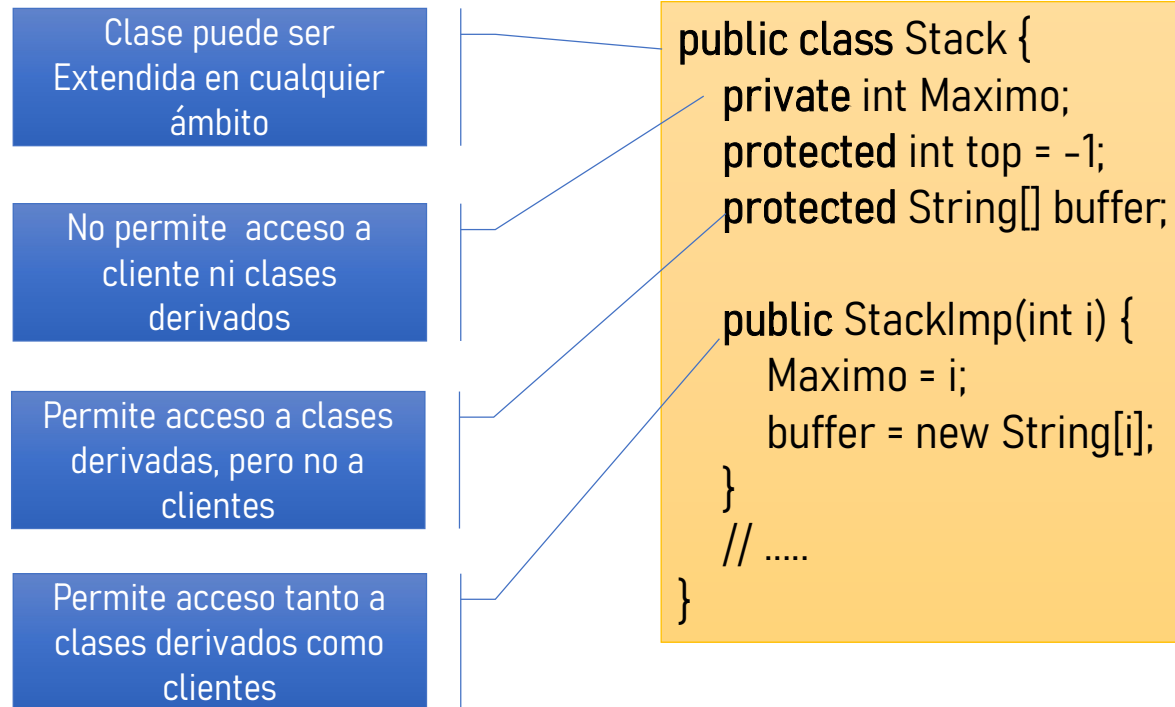 Clase puede ser
Extendida en cualquier
ámbito
No permite acceso a
cliente ni clases
derivados
Permite acceso a clases
derivadas, pero no a
clientes
Permite acceso tanto a
clases derivados como
clientes
public class Stack {
private int Maximo;
protected int top = -1;
protected String[] buffer;
public StackImp(int i) {
Maximo = i;
buffer = new String[i];
}
// .....
}